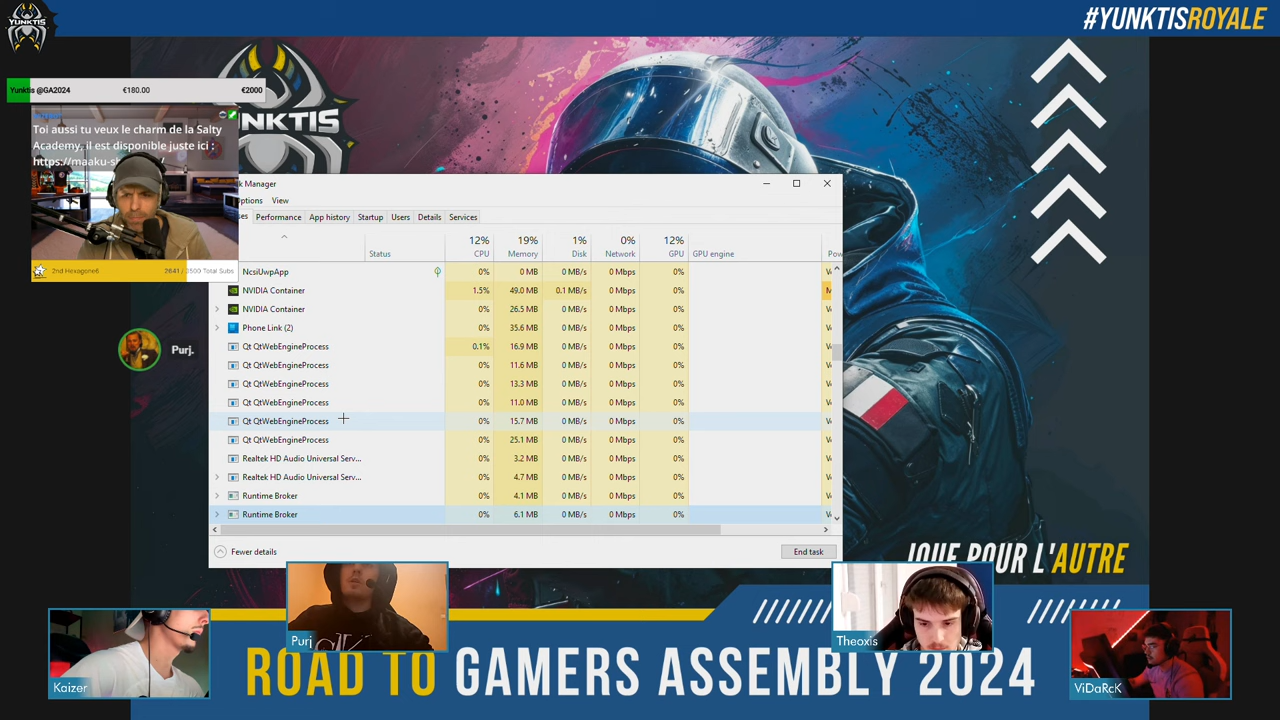 YUNKTIS
#YUNKTISROYALE
Yunktis @GA2024 €180.00 €2000
Toi aussi tu veux le charm de la Salty
Academy, il est disponible juste ici :
2nd Hexagone6 2641 / 3500 Total Subs
Purj.
NKTIS
k Manager
ptions View
es Performance App history Startup Users Details Services
12% 19% 1% 0% 12%
Status CPU Memory Disk Network GPU GPU engine Pow
NcsiUwpApp 0% 0 MB 0 MB/s 0 Mbps 0%
NVIDIA Container 1.5% 49.0 MB 0.1 MB/s 0 Mbps 0%
NVIDIA Container 0% 26.5 MB 0 MB/s 0 Mbps 0%
Phone Link (2) 0% 35.6 MB 0 MB/s 0 Mbps 0%
Qt QtWebEngineProcess 0.1% 16.9 MB 0 MB/s 0 Mbps 0%
Qt QtWebEngineProcess 0% 11.6 MB 0 MB/s 0 Mbps 0%
Qt QtWebEngineProcess 0% 13.3 MB 0 MB/s 0 Mbps 0%
Qt QtWebEngineProcess 0% 11.0 MB 0 MB/s 0 Mbps 0%
Qt QtWebEngineProcess 0% 15.7 MB 0 MB/s 0 Mbps 0%
Qt QtWebEngineProcess 0% 25.1 MB 0 MB/s 0 Mbps 0%
Realtek HD Audio Universal Serv... 0% 3.2 MB 0 MB/s 0 Mbps 0%
Realtek HD Audio Universal Serv... 0% 4.7 MB 0 MB/s 0 Mbps 0%
Runtime Broker 0% 4.1 MB 0 MB/s 0 Mbps 0%
Runtime Broker 0% 6.1 MB 0 MB/s 0 Mbps 0%
Fewer details End task
JOUE POUR L'AUTRE
Kaizer
Purj
Theoxis
ViDaRcK
ROAD TO GAMERS ASSEMBLY 2024